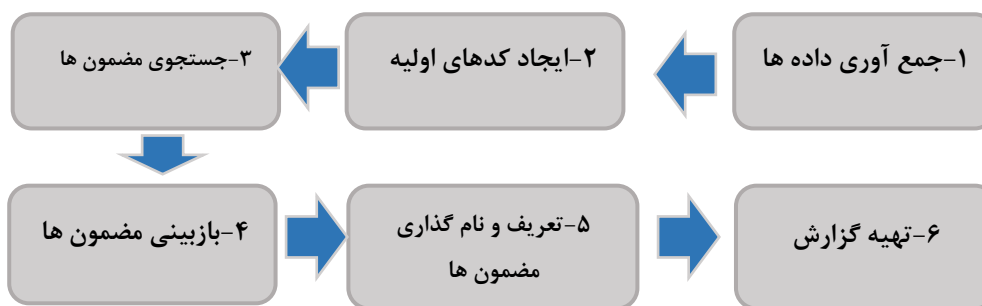 ۱-جمع آوری داده ها
۲-ایجاد کدهای اولیه
۳-جستجوی مضمون ها
۴-بازبینی مضمون ها
۵-تعریف و نام گذاری
مضمون ها
۶-تهیه گزارش